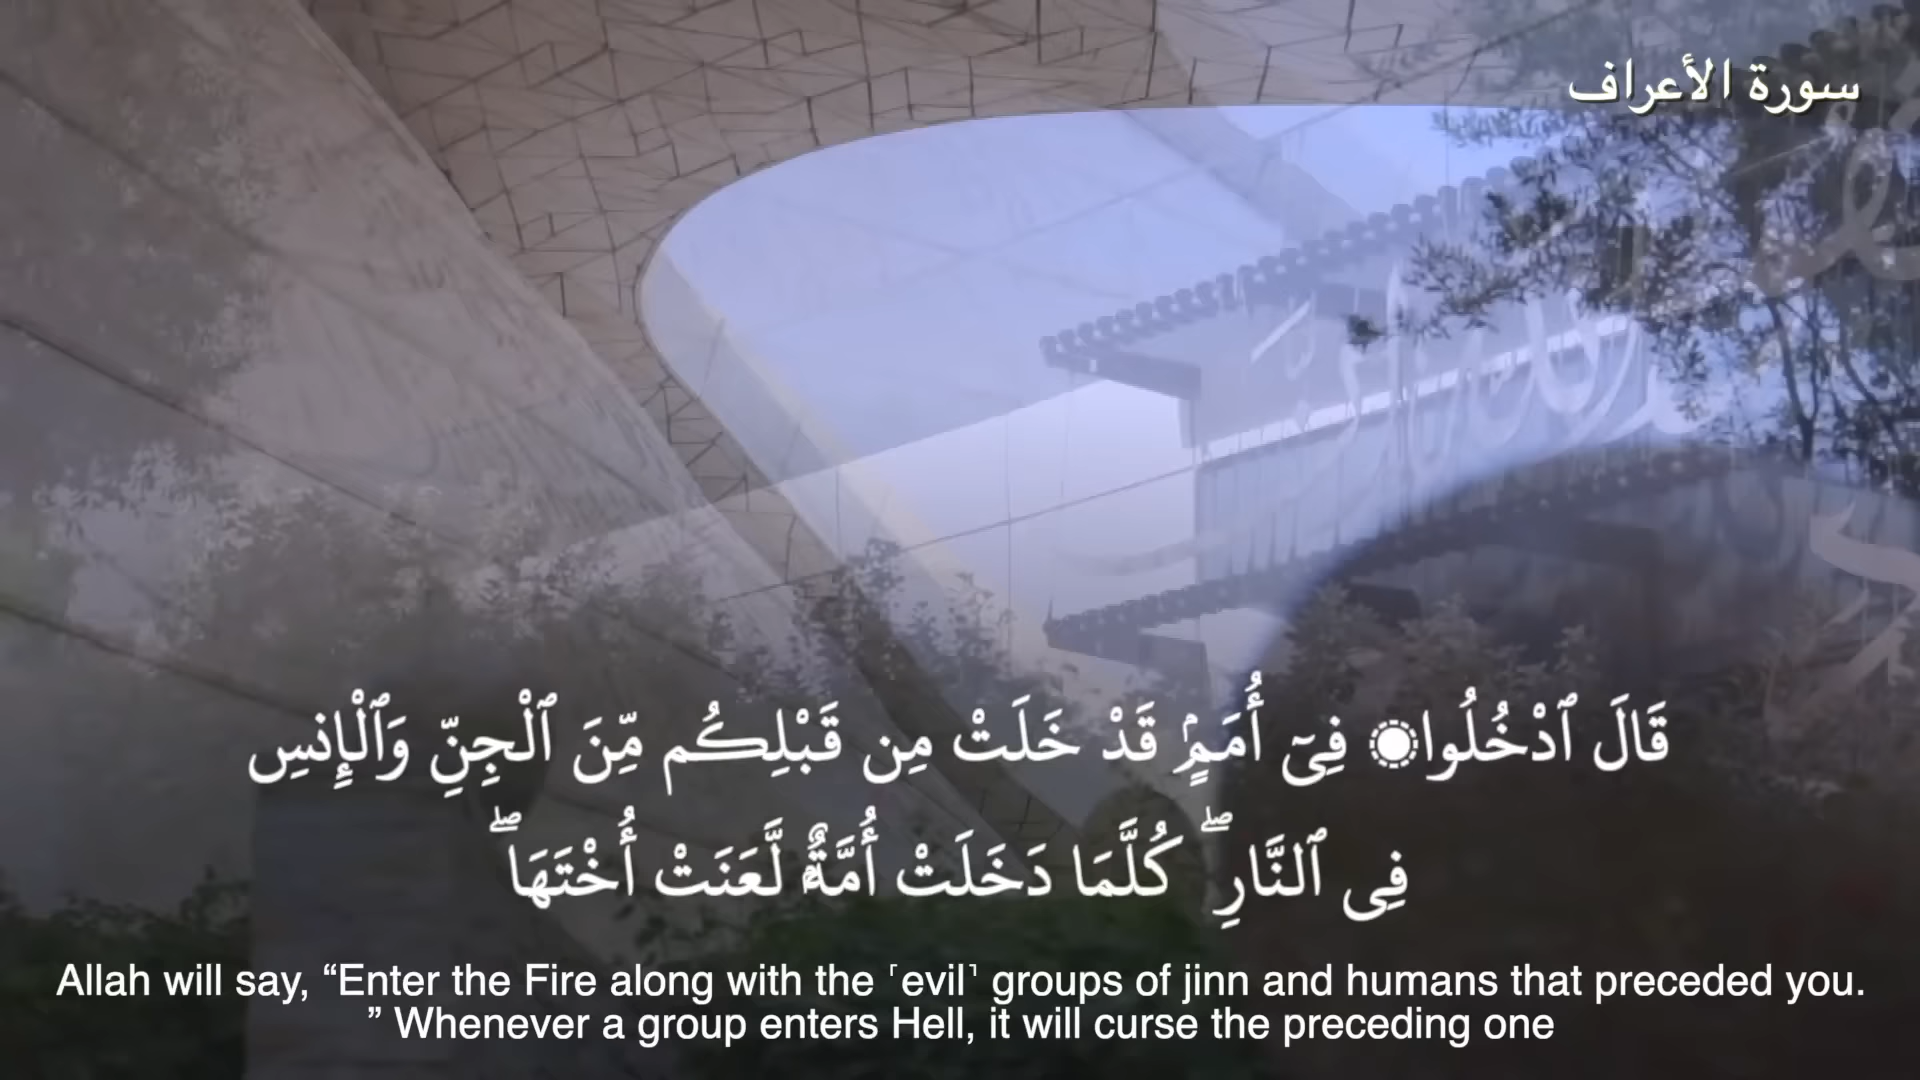 سورة الأعراف
قَالَ ٱدْخُلُوا۟ فِىٓ أُمَمٍۢ قَدْ خَلَتْ مِن قَبْلِكُم مِّنَ ٱلْجِنِّ وَٱلْإِنسِ
فِى ٱلنَّارِ ۖ كُلَّمَا دَخَلَتْ أُمَّةٌۭ لَّعَنَتْ أُخْتَهَا ۖ
Allah will say, “Enter the Fire along with the ˹evil˺ groups of jinn and humans that preceded you.
” Whenever a group enters Hell, it will curse the preceding one